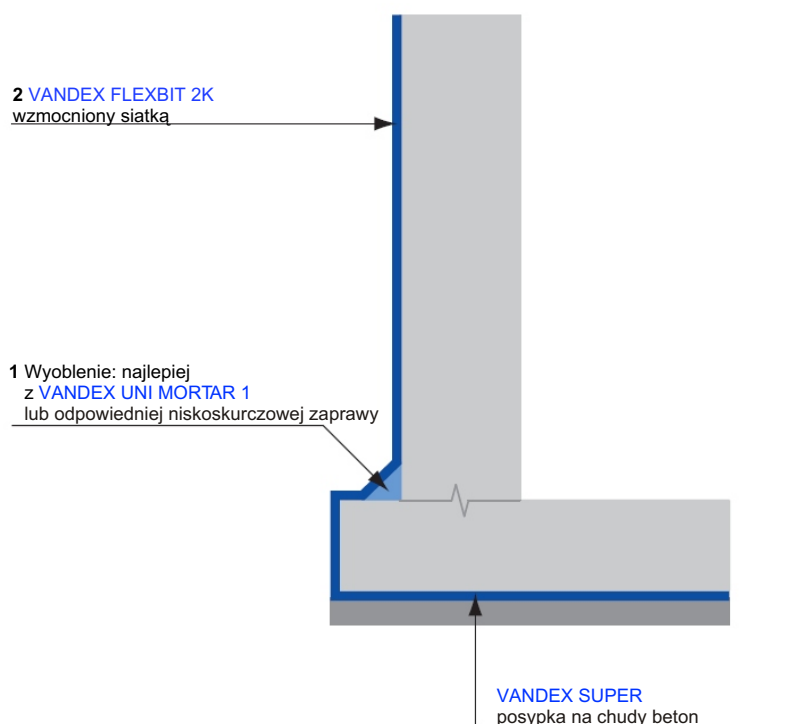 2 VANDEX FLEXBIT 2K
wzmocniony siatką
1 Wyoblenie: najlepiej
z VANDEX UNI MORTAR 1
lub odpowiedniej niskoskurczowej zaprawy
VANDEX SUPER
posypka na chudy beton